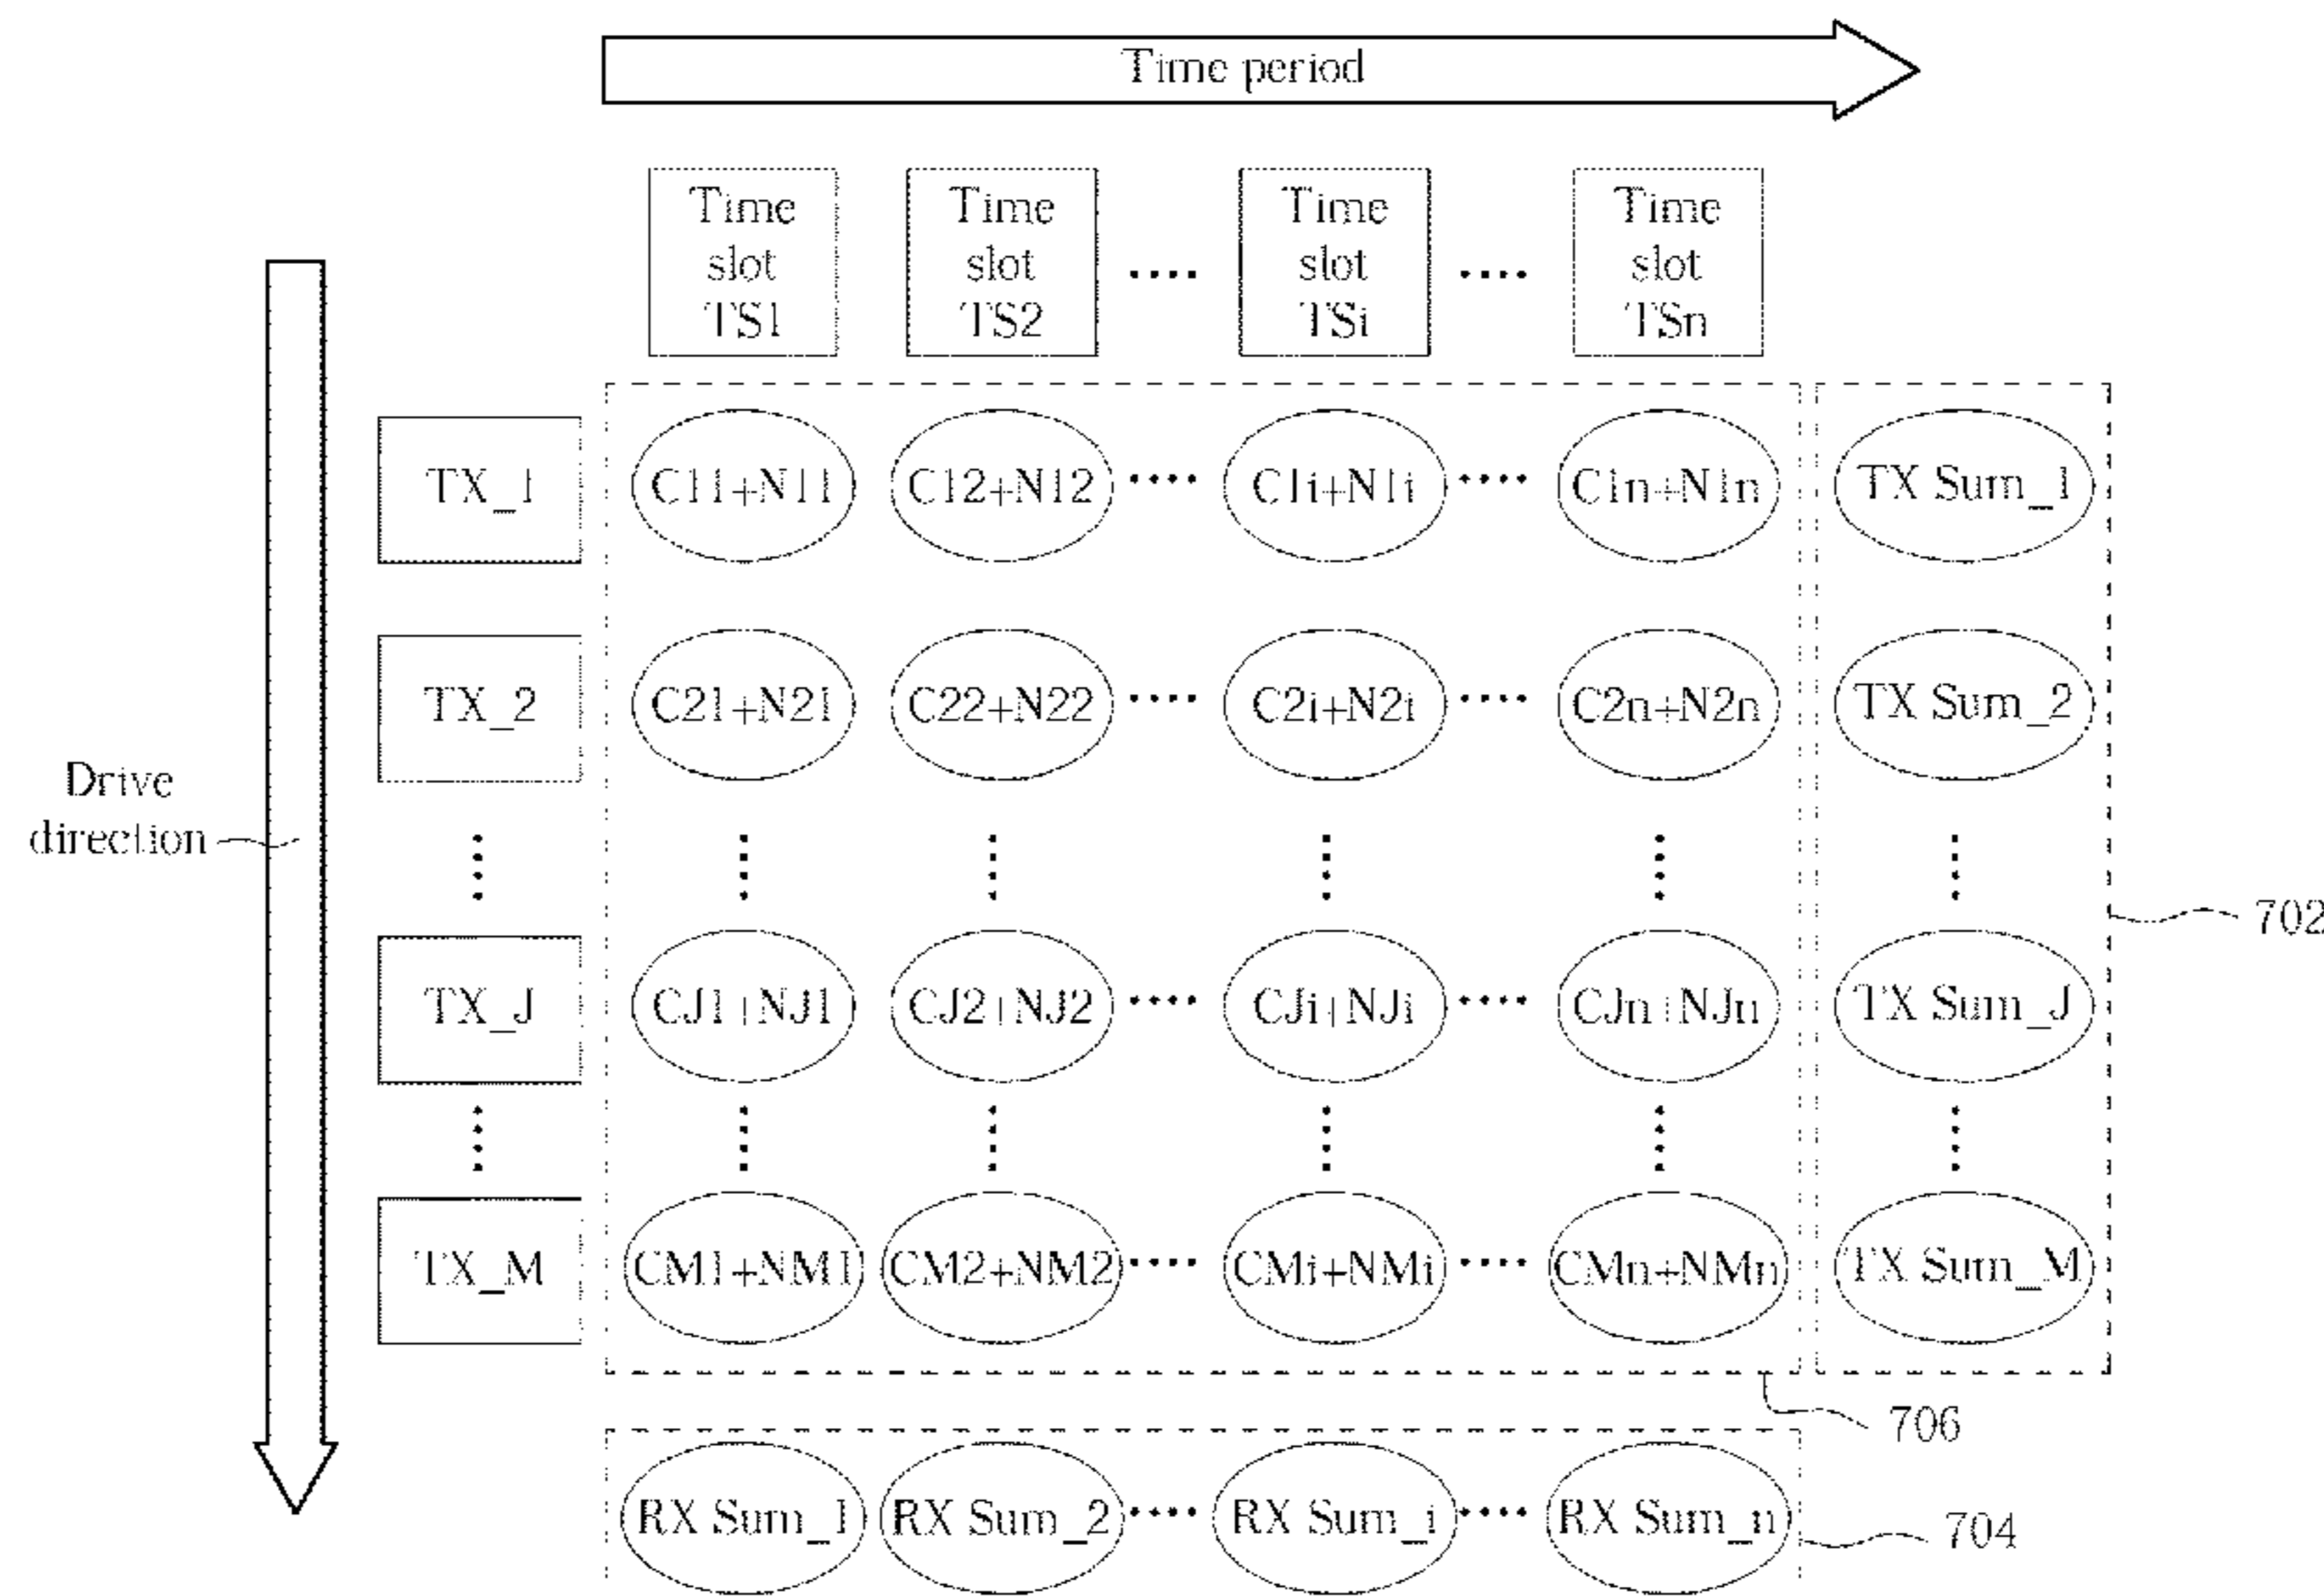 Time period
Time
slot
TS1
Time
slot
TS2
Time
slot
TSi
Time
slot
TSn
TX_1
C11+N11
C12+N12
C1i+N1i
C1n+N1n
TX Sum_1
TX_2
C21+N21
C22+N22
C2i+N2i
C2n+N2n
TX Sum_2
Drive
direction
702
TX_J
CJ1+NJ1
CJ2+NJ2
CJi+NJi
CJn+NJn
TX Sum_J
TX_M
CM1+NM1
CM2+NM2
CMi+NMi
CMn+NMn
TX Sum_M
706
RX Sum_1
RX Sum_2
RX Sum_i
RX Sum_n
704